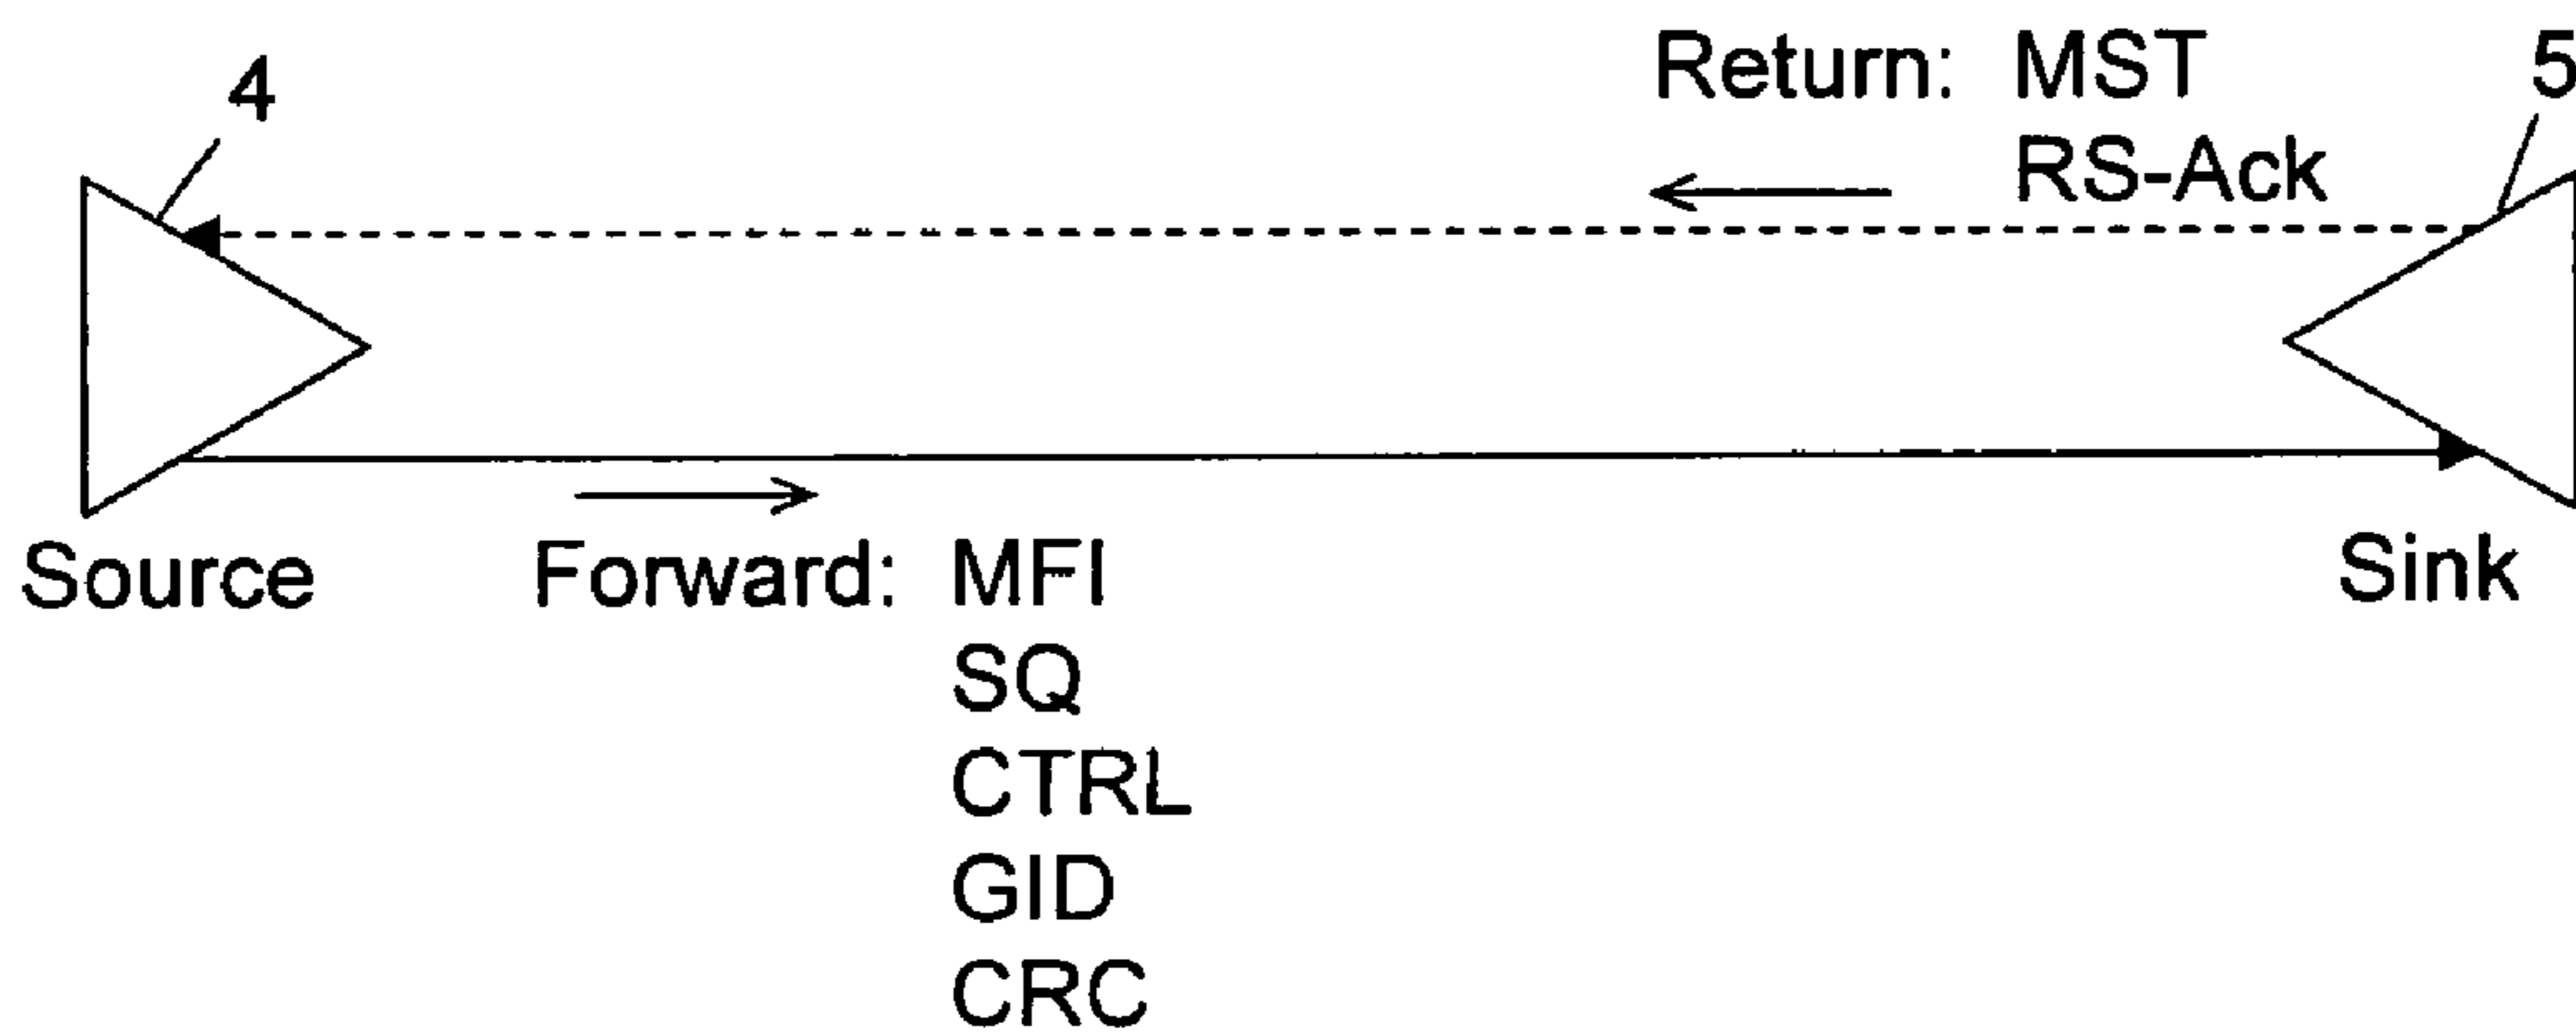 4
Return: MST
5
RS-Ack
Source
Forward: MFI
Sink
SQ
CTRL
GID
CRC